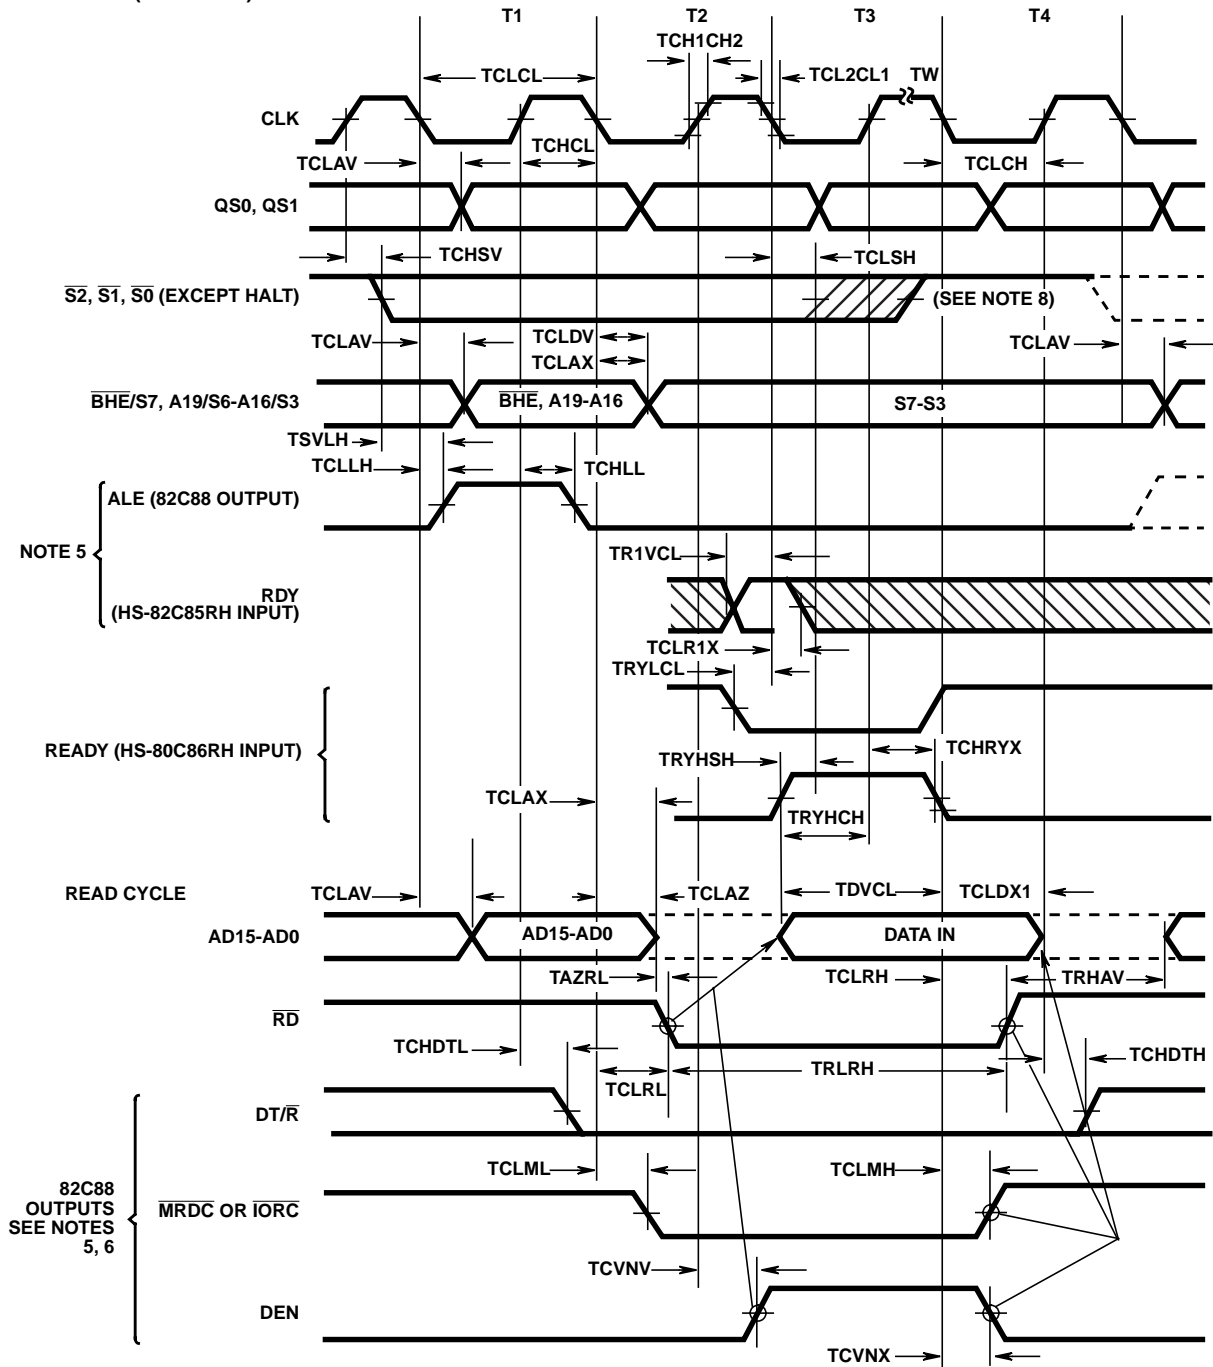 T1 T2 T3 T4
TCH1CH2
TCLCL TCL2CL1 TW
CLK
TCHCL
TCLAV TCLCH
QS0, QS1
TCHSV TCLSH
S2, S1, S0 (EXCEPT HALT) (SEE NOTE 8)
TCLAV TCLDV TCLAV
TCLAX
BHE/S7, A19/S6-A16/S3 BHE, A19-A16 S7-S3
TSVLH
TCLLH TCHLL
ALE (82C88 OUTPUT)
NOTE 5
TR1VCL
RDY
(HS-82C85RH INPUT)
TCLR1X
TRYLCL
READY (HS-80C86RH INPUT)
TCHRYX
TRYHSH
TCLAX
TRYHCH
READ CYCLE TCLAV TCLAZ TDVCL TCLDX1
AD15-AD0 AD15-AD0 DATA IN
TAZRL TCLRH TRHAV
RD
TCHDTL TCHDTH
TCLRL TRLRH
DT/R
TCLML TCLMH
82C88
OUTPUTS
SEE NOTES
5, 6
MRDC OR IORC
TCVNV
DEN
TCVNX